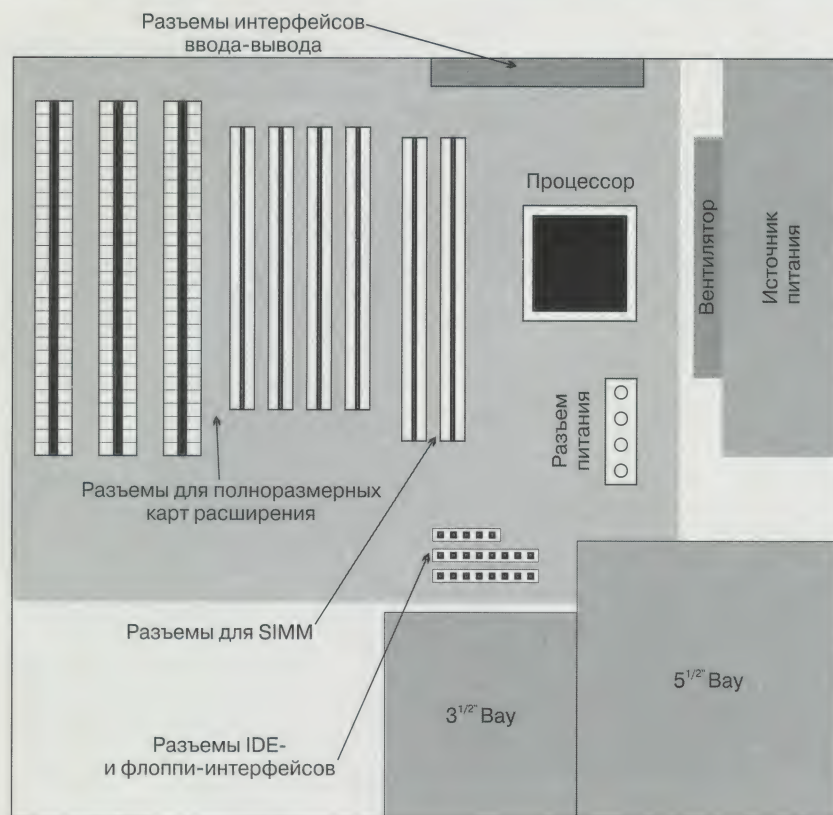 Разъемы интерфейсов
ввода-вывода
Процессор
Вентилятор
Источник
питания
Разъем
питания
Разъемы для полноразмерных
карт расширения
Разъемы для SIMM
5 1/2" Bay
3 1/2" Bay
Разъемы IDE-
и флоппи-интерфейсов